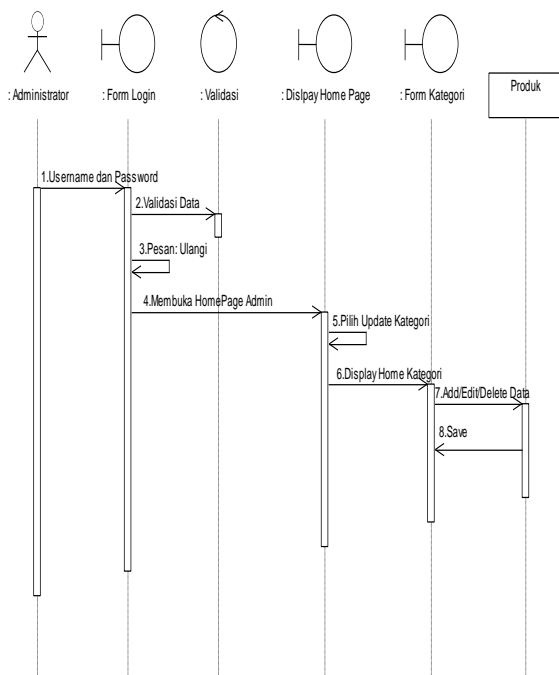 : Administrator
: Form Login
: Validasi
: Dislpay Home Page
: Form Kategori
Produk
1.Username dan Password
2.Validasi Data
3.Pesan: Ulangi
4.Membuka HomePage Admin
5.Pilih Update Kategori
6.Display Home Kategori
7.Add/Edit/Delete Data
8.Save